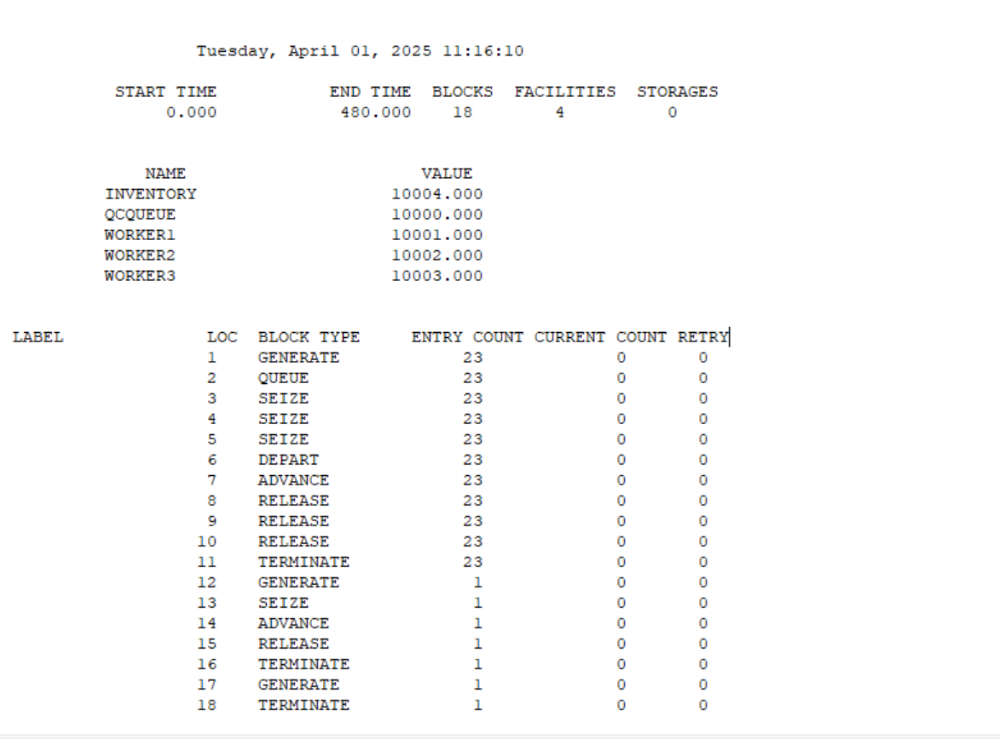 Tuesday, April 01, 2025 11:16:10
START TIME END TIME BLOCKS FACILITIES STORAGES
0.000 480.000 18 4 0
NAME VALUE
INVENTORY 10004.000
QCQUEUE 10000.000
WORKER1 10001.000
WORKER2 10002.000
WORKER3 10003.000
LABEL LOC BLOCK TYPE ENTRY COUNT CURRENT COUNT RETRY
1 GENERATE 23 0 0
2 QUEUE 23 0 0
3 SEIZE 23 0 0
4 SEIZE 23 0 0
5 SEIZE 23 0 0
6 DEPART 23 0 0
7 ADVANCE 23 0 0
8 RELEASE 23 0 0
9 RELEASE 23 0 0
10 RELEASE 23 0 0
11 TERMINATE 23 0 0
12 GENERATE 1 0 0
13 SEIZE 1 0 0
14 ADVANCE 1 0 0
15 RELEASE 1 0 0
16 TERMINATE 1 0 0
17 GENERATE 1 0 0
18 TERMINATE 1 0 0